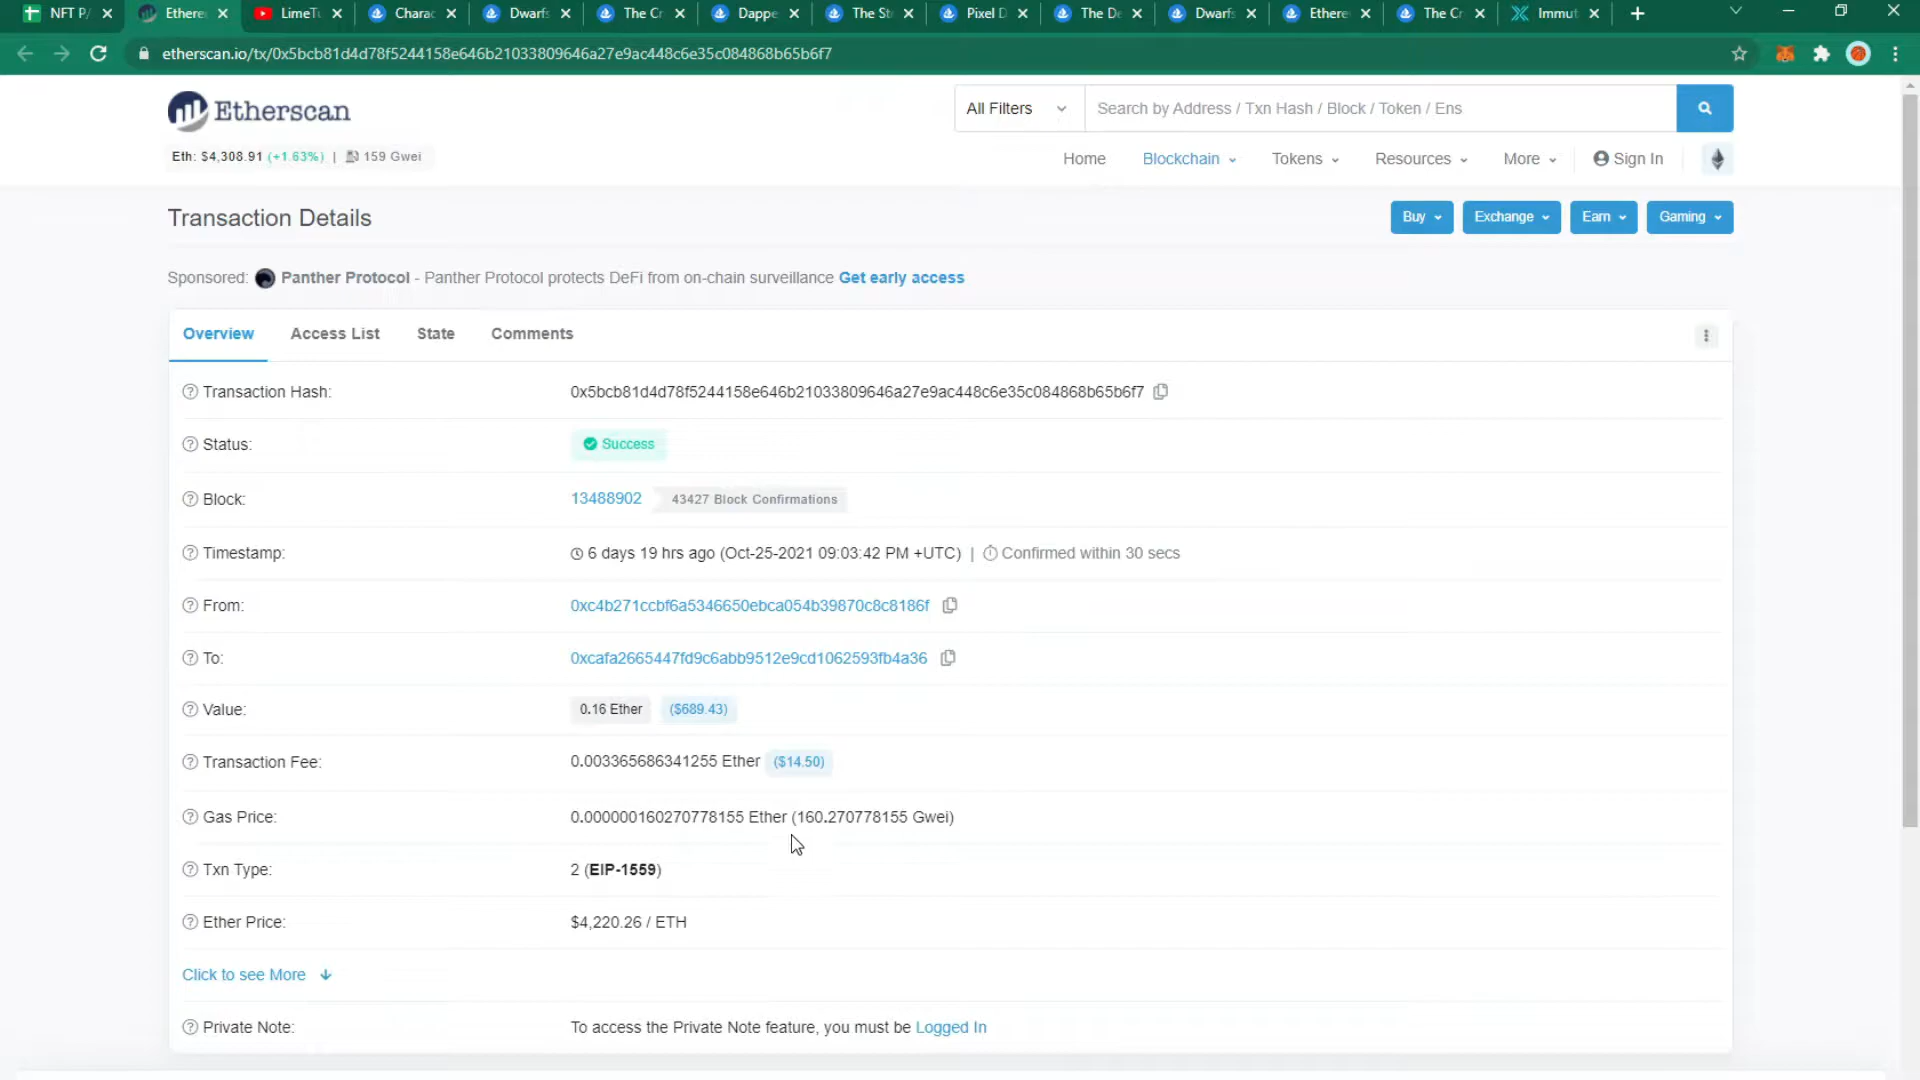 NFT P/
Ethere
LimeTu
Charac
Dwarfs
The Cr
Dappe
The St
Pixel D
The De
Dwarfs
Ethere
The Cr
Immut
etherscan.io/tx/0x5bcb81d4d78f5244158e646b21033809646a27e9ac448c6e35c084868b65b6f7
Etherscan
All Filters
Search by Address / Txn Hash / Block / Token / Ens
Eth: $4,308.91 (+1.63%) | 159 Gwei
Home Blockchain Tokens Resources More Sign In
Transaction Details
Buy Exchange Earn Gaming
Sponsored: Panther Protocol - Panther Protocol protects DeFi from on-chain surveillance Get early access
Overview Access List State Comments
Transaction Hash: 0x5bcb81d4d78f5244158e646b21033809646a27e9ac448c6e35c084868b65b6f7
Status: Success
Block: 13488902 43427 Block Confirmations
Timestamp: 6 days 19 hrs ago (Oct-25-2021 09:03:42 PM +UTC) | Confirmed within 30 secs
From: 0xc4b271ccbf6a5346650ebca054b39870c8c8186f
To: 0xcafa2665447fd9c6abb9512e9cd1062593fb4a36
Value: 0.16 Ether ($689.43)
Transaction Fee: 0.003365686341255 Ether ($14.50)
Gas Price: 0.000000160270778155 Ether (160.270778155 Gwei)
Txn Type: 2 (EIP-1559)
Ether Price: $4,220.26 / ETH
Click to see More
Private Note: To access the Private Note feature, you must be Logged In